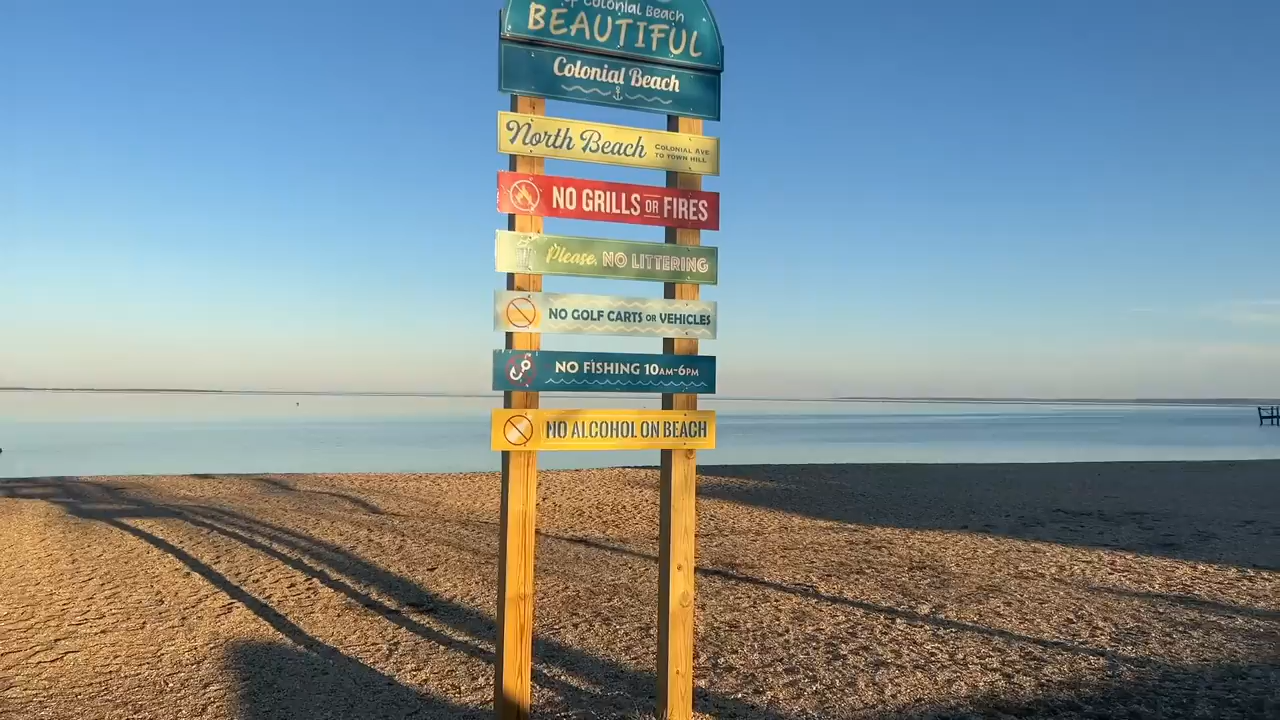 of Colonial Beach
BEAUTIFUL
Colonial Beach
North Beach
COLONIAL AVE
TO TOWN HILL
NO GRILLS OR FIRES
Please, NO LITTERING
NO GOLF CARTS OR VEHICLES
NO FISHING 10AM-6PM
NO ALCOHOL ON BEACH